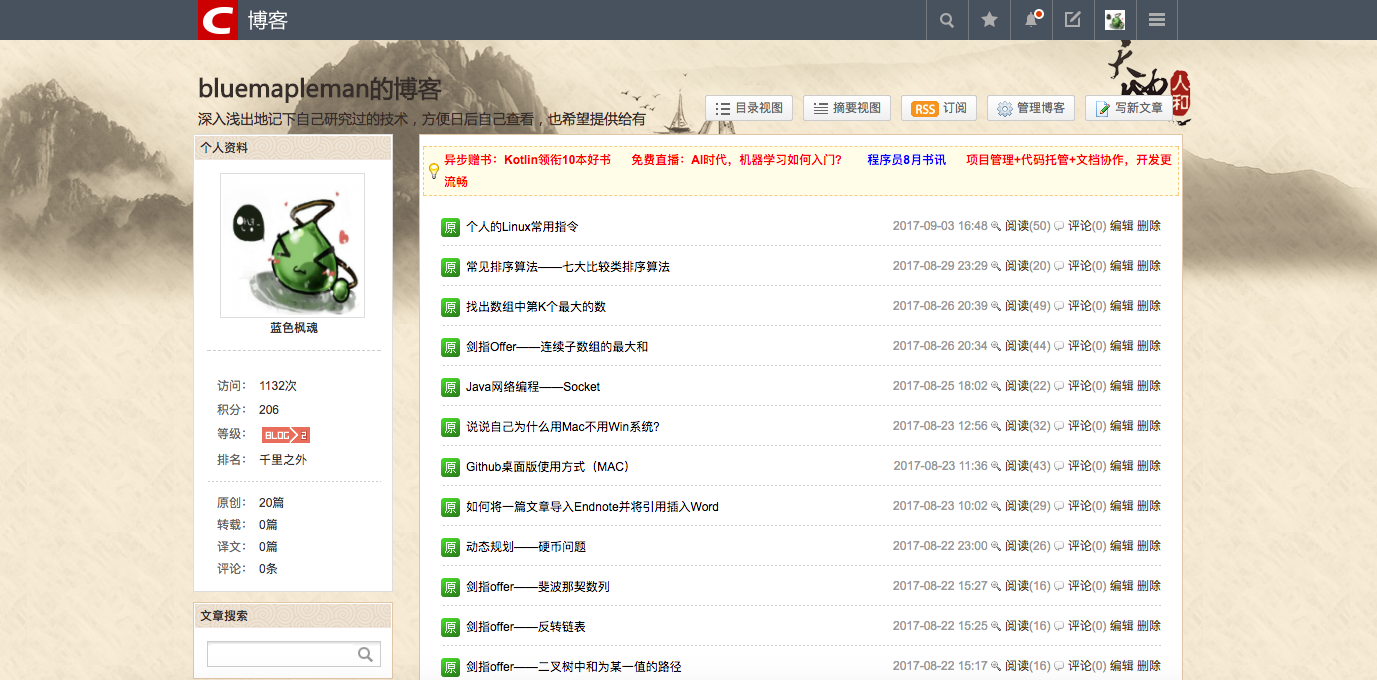 C 博客
bluemapleman的博客
深入浅出地记下自己研究过的技术，方便日后自己查看，也希望提供给有
目录视图 摘要视图 RSS 订阅 管理博客 写新文章
人和
个人资料
蓝色枫魂
访问： 1132次
积分： 206
等级： BLOG 2
排名： 千里之外
原创： 20篇
转载： 0篇
译文： 0篇
评论： 0条
文章搜索
异步赠书：Kotlin领衔10本好书 免费直播：AI时代，机器学习如何入门？ 程序员8月书讯 项目管理+代码托管+文档协作，开发更
流畅
原 个人的Linux常用指令 2017-09-03 16:48 阅读(50) 评论(0) 编辑 删除
原 常见排序算法——七大比较类排序算法 2017-08-29 23:29 阅读(20) 评论(0) 编辑 删除
原 找出数组中第K个最大的数 2017-08-26 20:39 阅读(49) 评论(0) 编辑 删除
原 剑指Offer——连续子数组的最大和 2017-08-26 20:34 阅读(44) 评论(0) 编辑 删除
原 Java网络编程——Socket 2017-08-25 18:02 阅读(22) 评论(0) 编辑 删除
原 说说自己为什么用Mac不用Win系统? 2017-08-23 12:56 阅读(32) 评论(0) 编辑 删除
原 Github桌面版使用方式（MAC） 2017-08-23 11:36 阅读(43) 评论(0) 编辑 删除
原 如何将一篇文章导入Endnote并将引用插入Word 2017-08-23 10:02 阅读(29) 评论(0) 编辑 删除
原 动态规划——硬币问题 2017-08-22 23:00 阅读(26) 评论(0) 编辑 删除
原 剑指offer——斐波那契数列 2017-08-22 15:27 阅读(16) 评论(0) 编辑 删除
原 剑指offer——反转链表 2017-08-22 15:25 阅读(16) 评论(0) 编辑 删除
原 剑指offer——二叉树中和为某一值的路径 2017-08-22 15:17 阅读(16) 评论(0) 编辑 删除